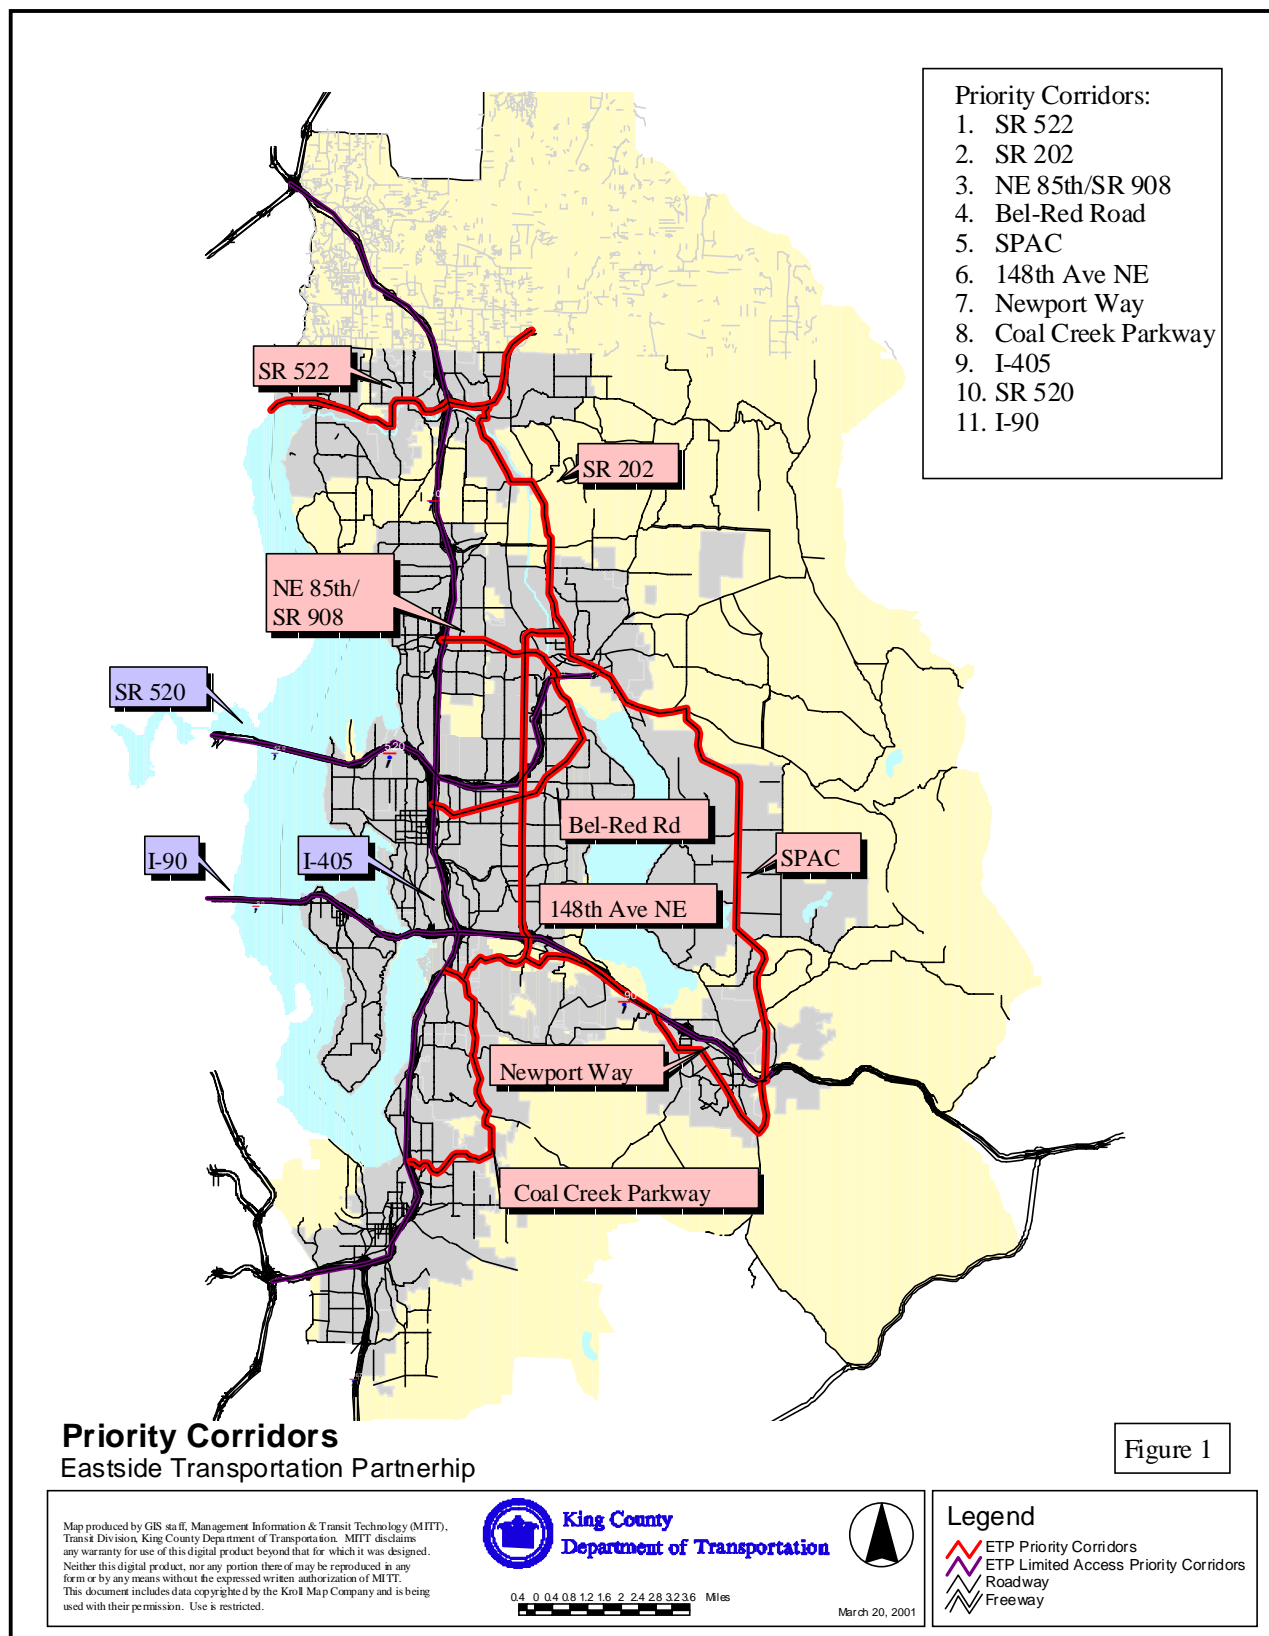 Priority Corridors:
1. SR 522
2. SR 202
3. NE 85th/SR 908
4. Bel-Red Road
5. SPAC
6. 148th Ave NE
7. Newport Way
8. Coal Creek Parkway
9. I-405
10. SR 520
11. I-90
SR 522
SR 202
NE 85th/
SR 908
SR 520
520
Bel-Red Rd
I-90
I-405
SPAC
148th Ave NE
90
Newport Way
Coal Creek Parkway
Priority Corridors
Eastside Transportation Partnerhip
Figure 1
Map produced by GIS staff, Management Information & Transit Technology (MITT),
Transit Division, King County Department of Transportation. MITT disclaims
any warranty for use of this digital product beyond that for which it was designed.
Neither this digital product, nor any portion thereof may be reproduced in any
form or by any means without the expressed written authorization of MITT.
This document includes data copyrighted by the Kroll Map Company and is being
used with their permission. Use is restricted.
King County
Department of Transportation
0.4 0 0.4 0.8 1.2 1.6 2 2.4 2.8 3.2 3.6 Miles
March 20, 2001
Legend
ETP Priority Corridors
ETP Limited Access Priority Corridors
Roadway
Freeway